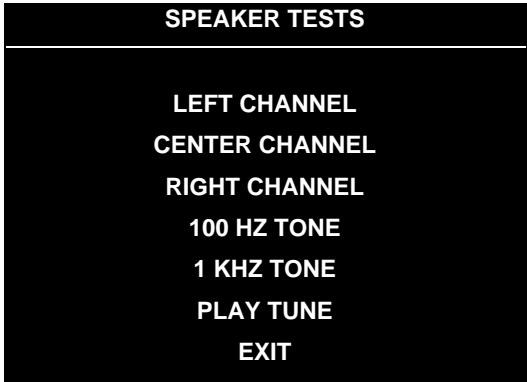 SPEAKER TESTS
LEFT CHANNEL
CENTER CHANNEL
RIGHT CHANNEL
100 HZ TONE
1 KHZ TONE
PLAY TUNE
EXIT